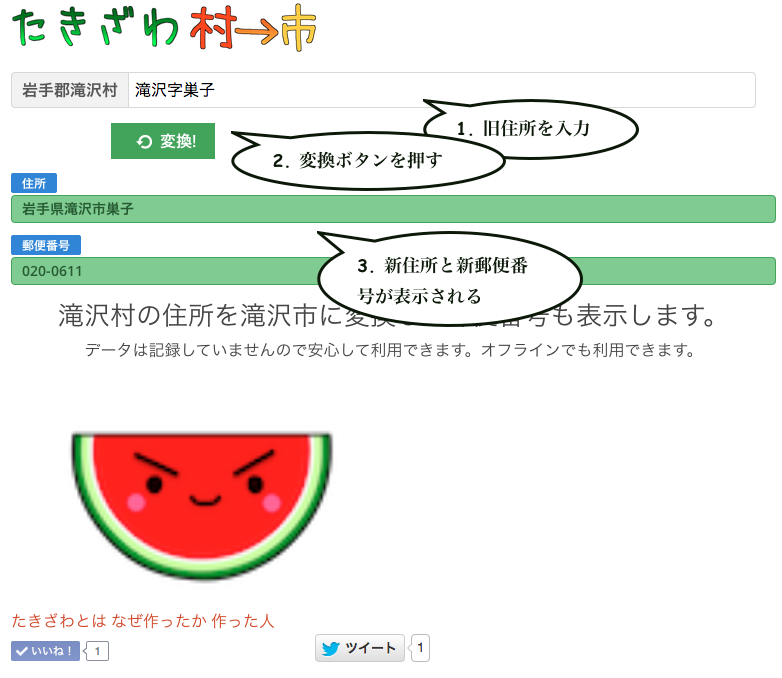 たきざわ村→市
岩手郡滝沢村 滝沢字巣子
1. 旧住所を入力
変換!
2. 変換ボタンを押す
住所
岩手県滝沢市巣子
郵便番号
020-0611
3. 新住所と新郵便番
号が表示される
滝沢村の住所を滝沢市に変 号も表示します。
データは記録していませんので安心して利用できます。オフラインでも利用できます。
たきざわとは なぜ作ったか 作った人
いいね! 1
ツイート 1